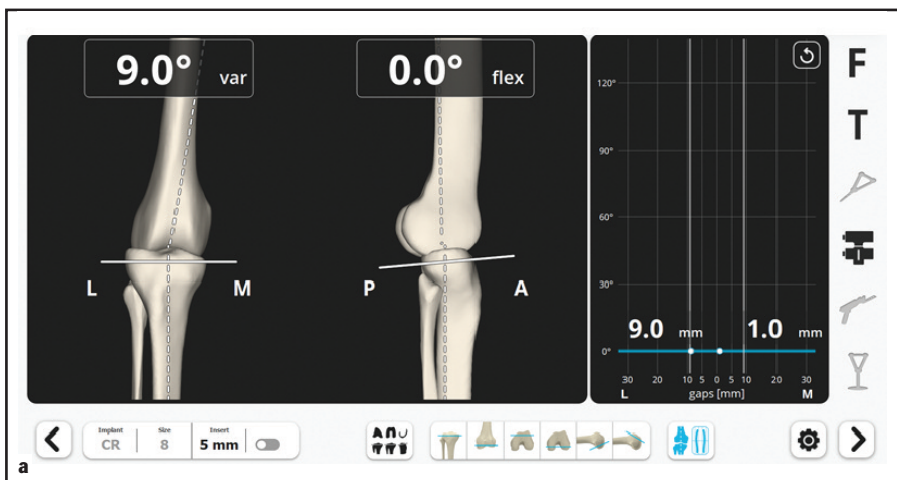 9.0° var
0.0° flex
F
T
120°
90°
60°
30°
0°
L M
P A
9.0 mm 1.0 mm
30 20 10 5 0 5 10 20 30
L gaps [mm] M
Implant Size Insert
CR 8 5 mm
a